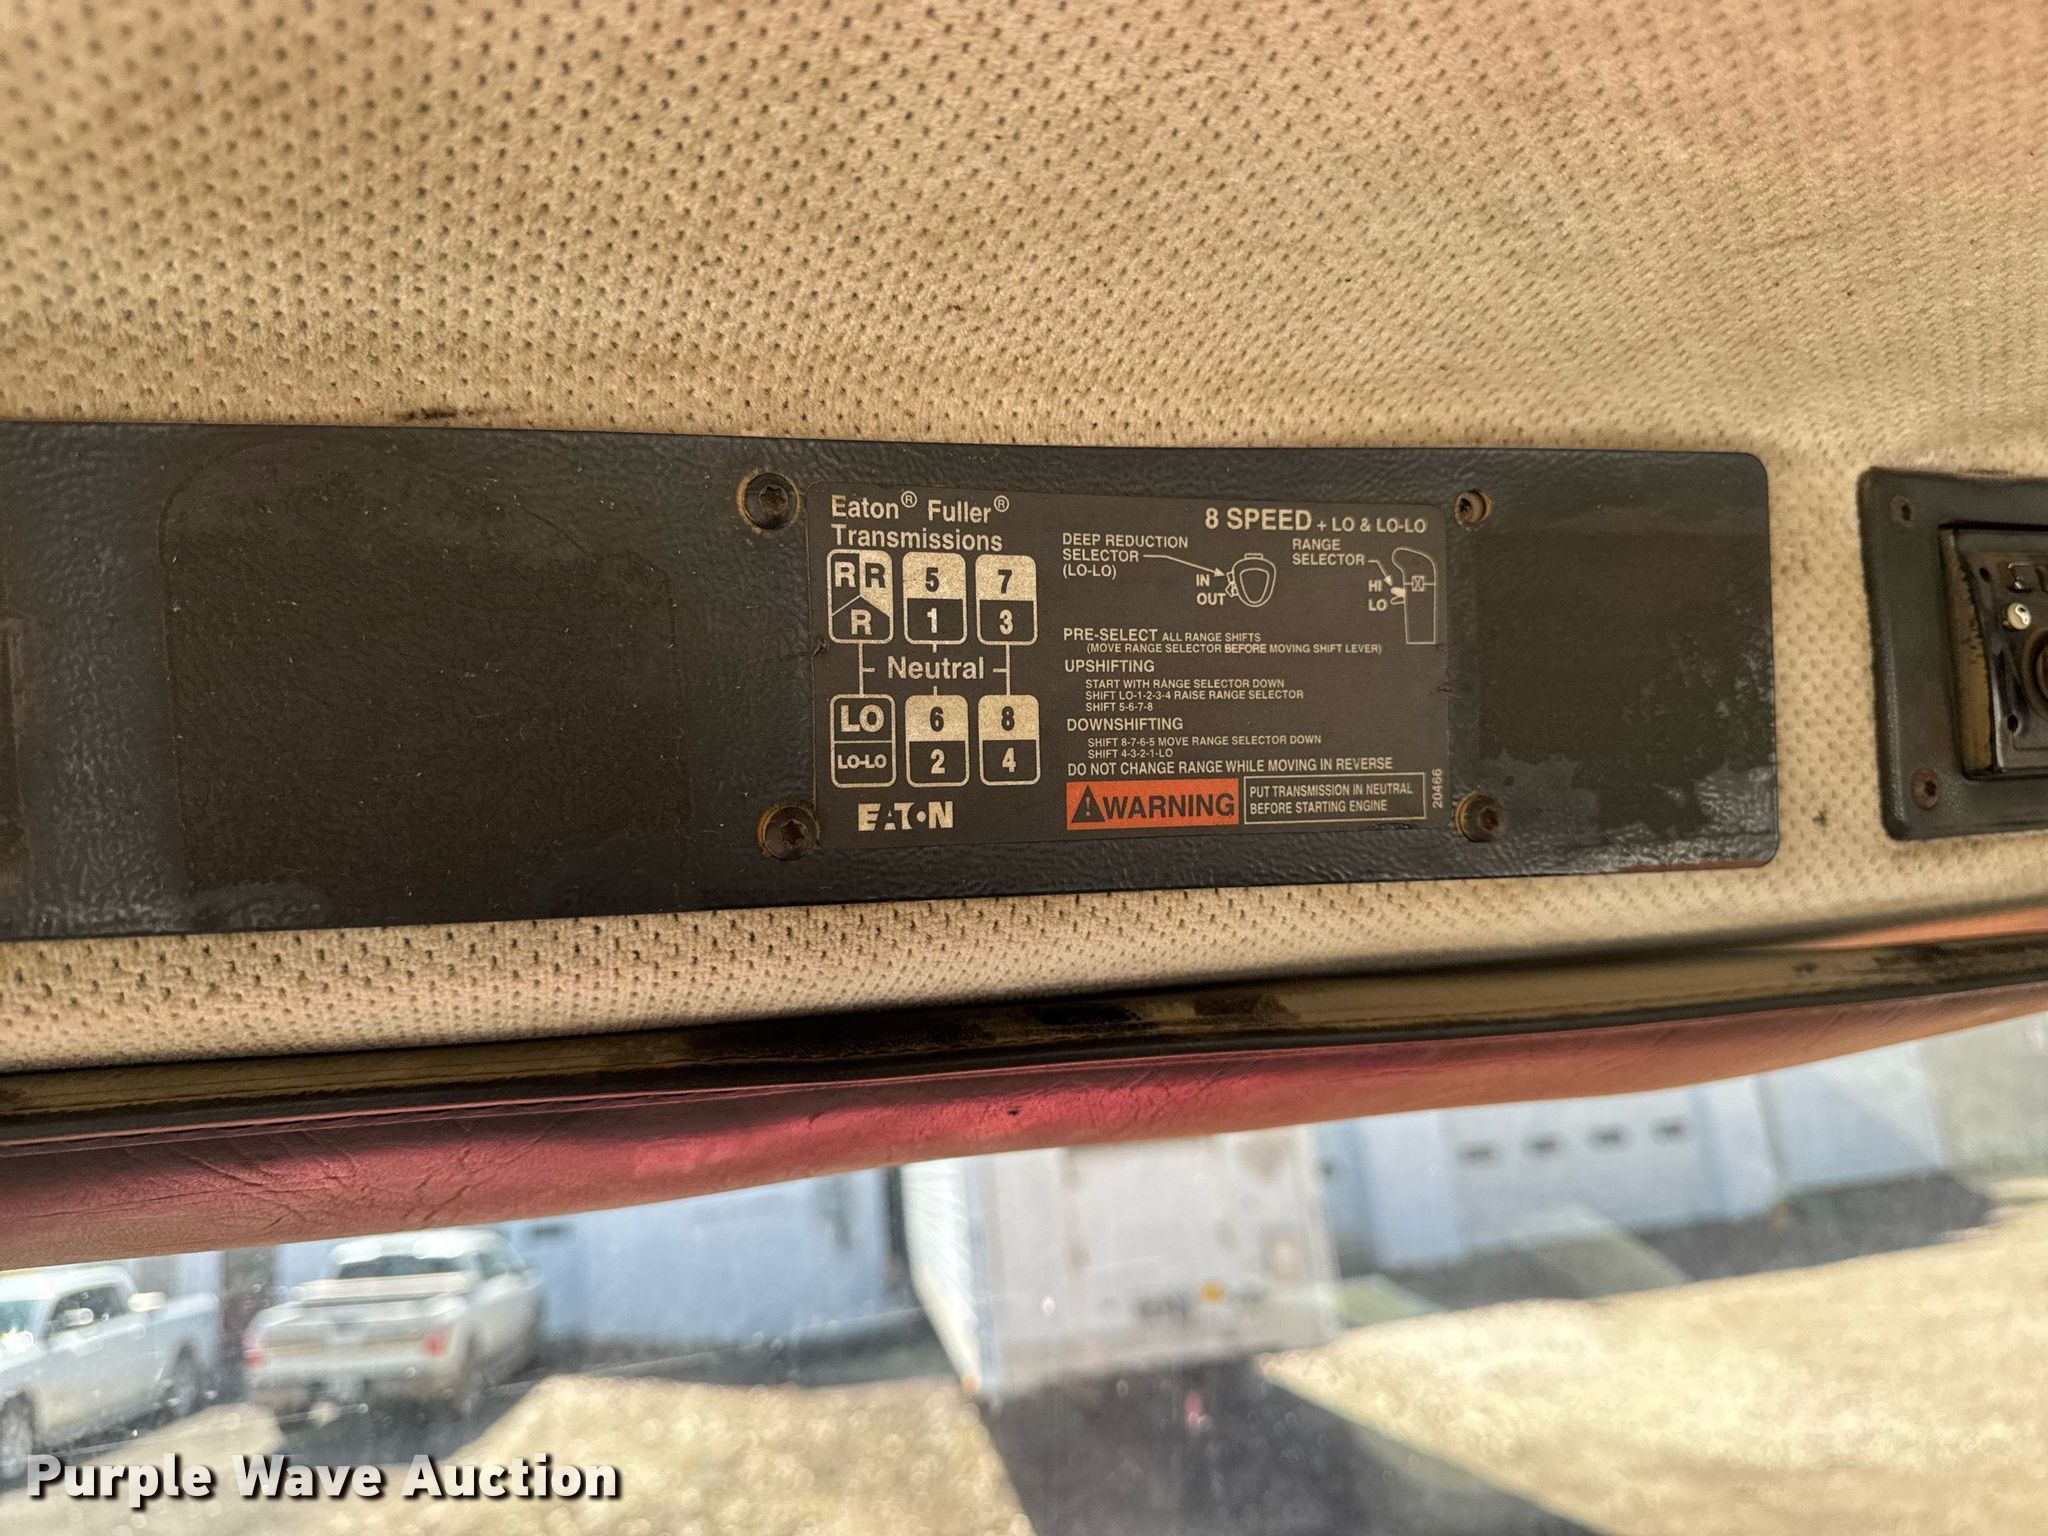 Eaton® Fuller®
Transmissions
8 SPEED + LO & LO-LO
R R 5 7
R 1 3
Neutral
LO 6 8
LO-LO 2 4
EATON
DEEP REDUCTION
SELECTOR
(LO-LO)
IN
OUT
RANGE
SELECTOR
HI
LO
PRE-SELECT ALL RANGE SHIFTS
(MOVE RANGE SELECTOR BEFORE MOVING SHIFT LEVER)
UPSHIFTING
START WITH RANGE SELECTOR DOWN
SHIFT LO-1-2-3-4 RAISE RANGE SELECTOR
SHIFT 5-6-7-8
DOWNSHIFTING
SHIFT 8-7-6-5 MOVE RANGE SELECTOR DOWN
SHIFT 4-3-2-1-LO
DO NOT CHANGE RANGE WHILE MOVING IN REVERSE
WARNING
PUT TRANSMISSION IN NEUTRAL
BEFORE STARTING ENGINE
20466
Purple Wave Auction